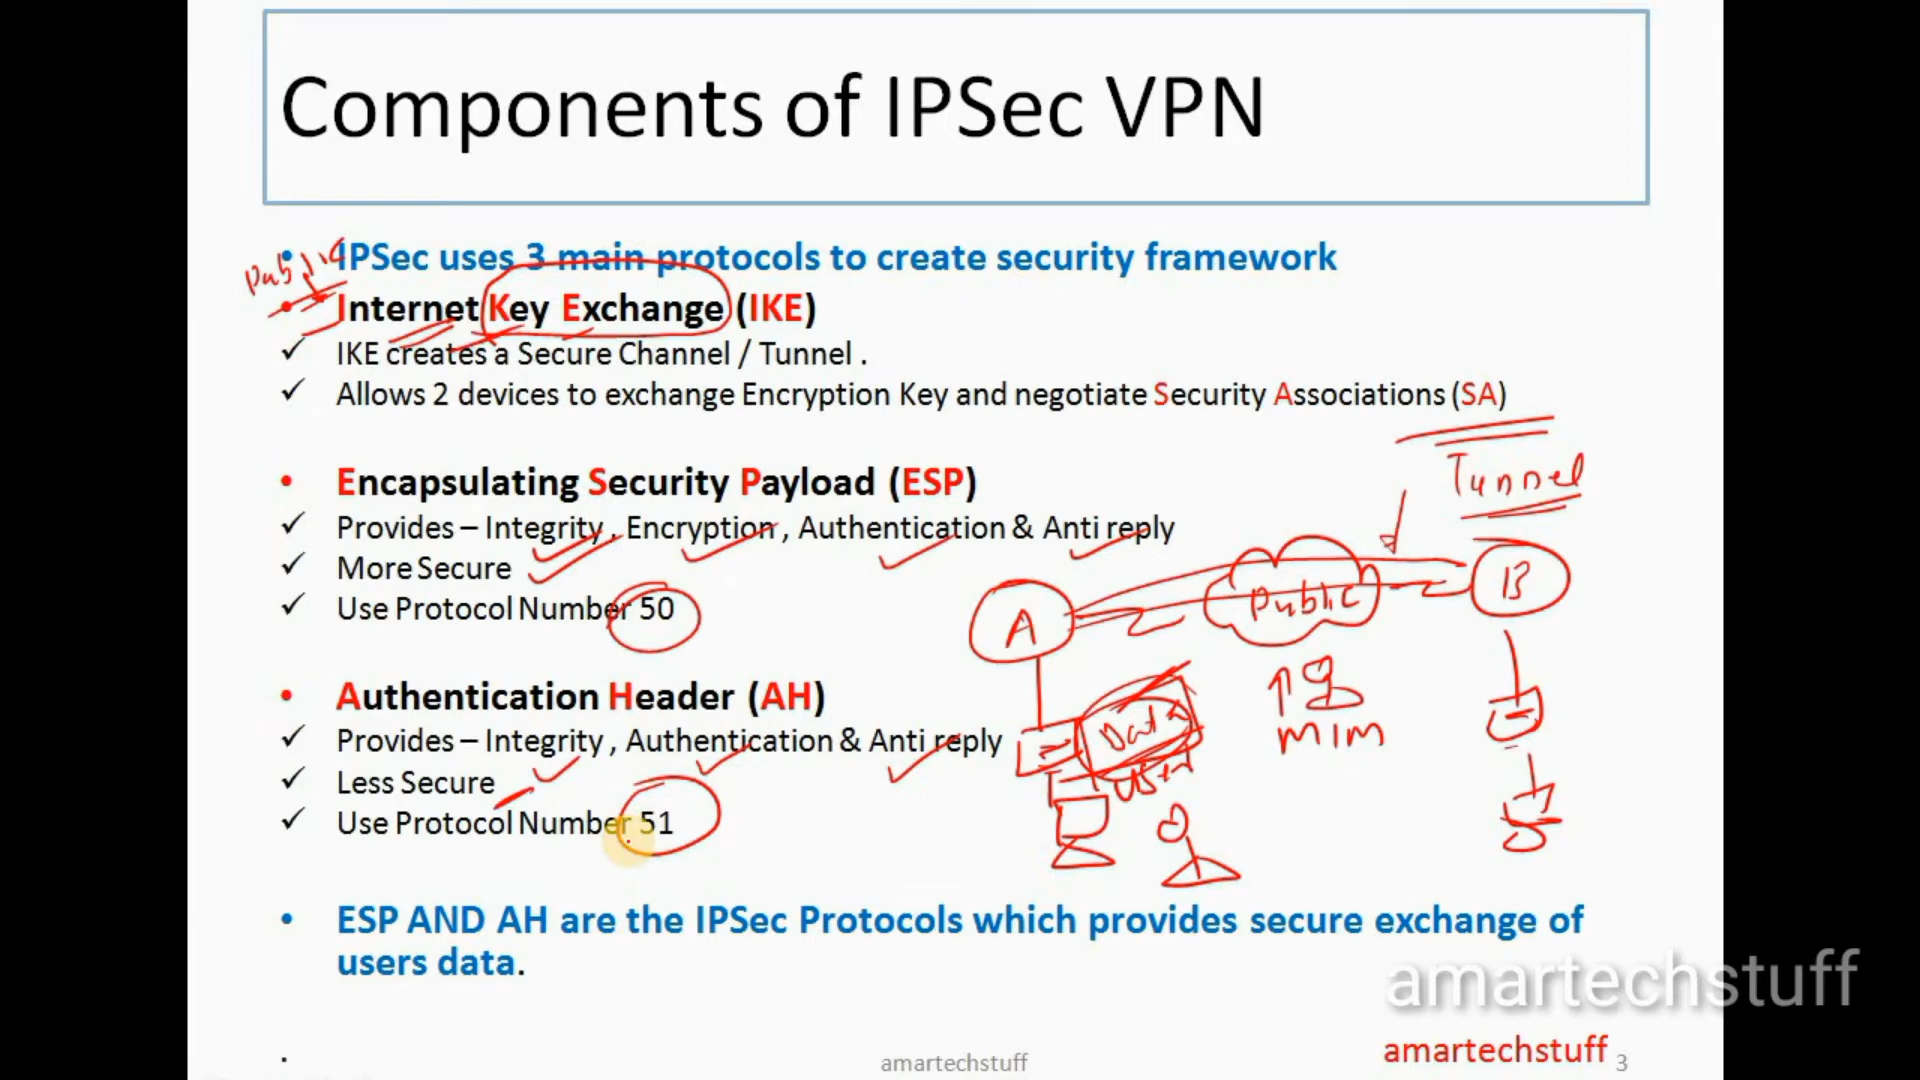 Components of IPSec VPN
• IPSec uses 3 main protocols to create security framework
Public
• Internet Key Exchange (IKE)
✓ IKE creates a Secure Channel / Tunnel .
✓ Allows 2 devices to exchange Encryption Key and negotiate Security Associations (SA)
Tunnel
• Encapsulating Security Payload (ESP)
✓ Provides – Integrity , Encryption , Authentication & Anti reply
✓ More Secure
✓ Use Protocol Number 50
A
Public
B
• Authentication Header (AH)
✓ Provides – Integrity , Authentication & Anti reply
✓ Less Secure
✓ Use Protocol Number 51
Data
MIM
• ESP AND AH are the IPSec Protocols which provides secure exchange of
users data.
amartechstuff
.
amartechstuff
amartechstuff 3